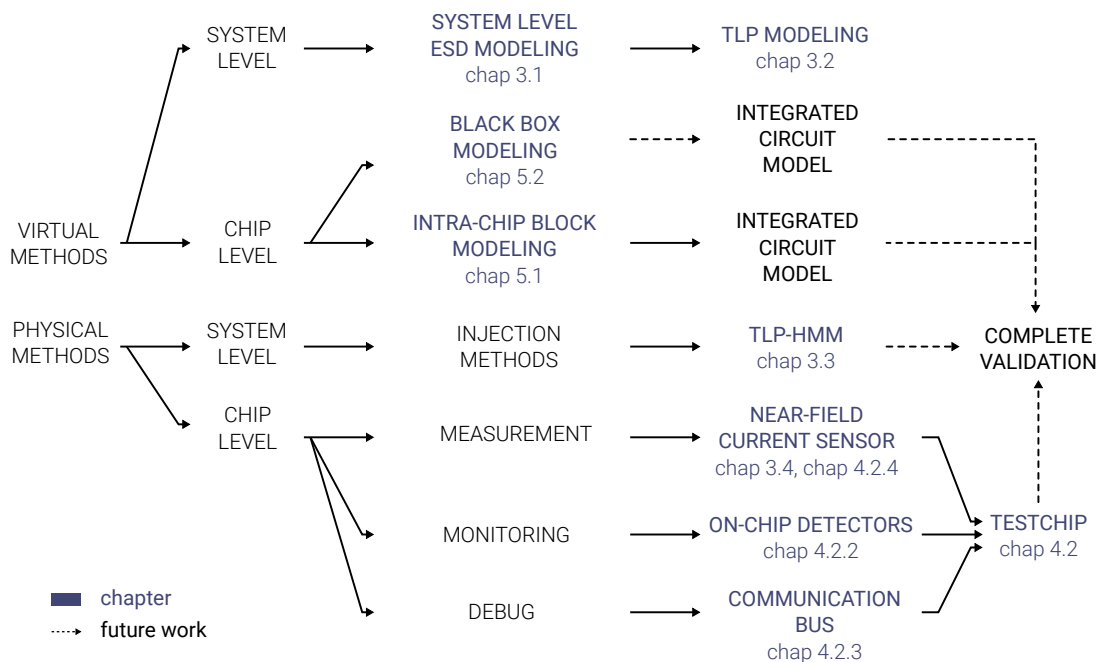 SYSTEM
LEVEL
SYSTEM LEVEL
ESD MODELING
chap 3.1
TLP MODELING
chap 3.2
BLACK BOX
MODELING
chap 5.2
INTEGRATED
CIRCUIT
MODEL
VIRTUAL
METHODS
CHIP
LEVEL
INTRA-CHIP BLOCK
MODELING
chap 5.1
INTEGRATED
CIRCUIT
MODEL
PHYSICAL
METHODS
SYSTEM
LEVEL
INJECTION
METHODS
TLP-HMM
chap 3.3
COMPLETE
VALIDATION
CHIP
LEVEL
MEASUREMENT
NEAR-FIELD
CURRENT SENSOR
chap 3.4, chap 4.2.4
MONITORING
ON-CHIP DETECTORS
chap 4.2.2
TESTCHIP
chap 4.2
DEBUG
COMMUNICATION
BUS
chap 4.2.3
chapter
future work